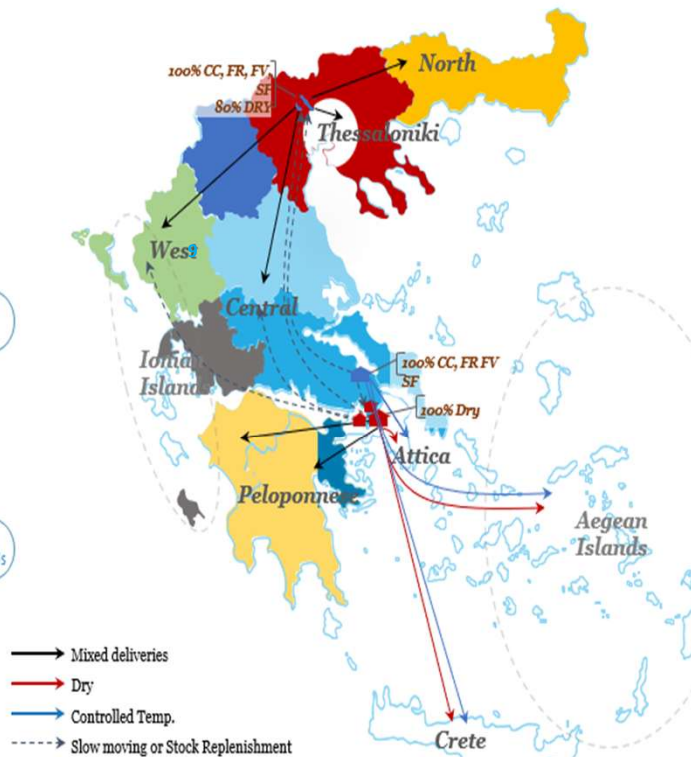 North
100% CC, FR, FV
SF
80% DRY
Thessaloniki
West
Central
Ionian
Islands
100% CC, FR FV
SF
100% Dry
Attica
Peloponnese
Aegean
Islands
Crete
Mixed deliveries
Dry
Controlled Temp.
Slow moving or Stock Replenishment